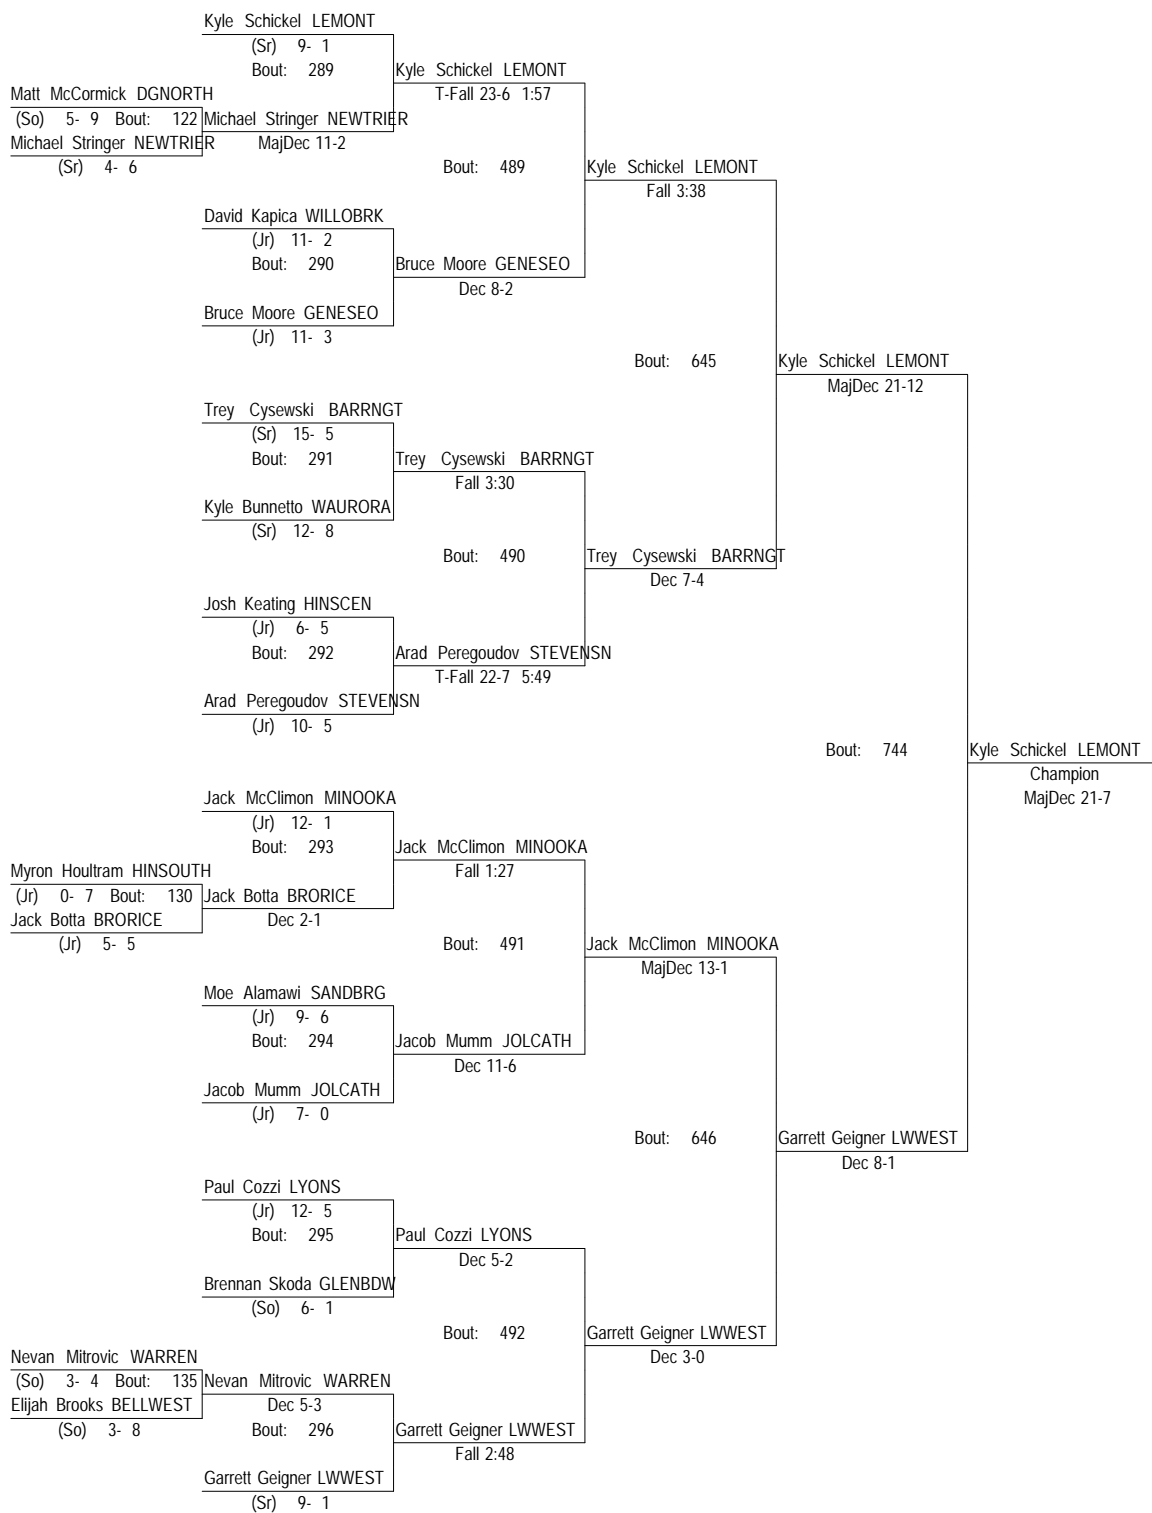 Kyle Schickel LEMONT
(Sr) 9- 1
Bout: 289
Kyle Schickel LEMONT
T-Fall 23-6 1:57
Matt McCormick DGNORTH
(So) 5- 9 Bout: 122
Michael Stringer NEWTRIER
MajDec 11-2
Michael Stringer NEWTRIER
(Sr) 4- 6
Bout: 489
Kyle Schickel LEMONT
Fall 3:38
David Kapica WILLOBRK
(Jr) 11- 2
Bout: 290
Bruce Moore GENESEO
Dec 8-2
Bruce Moore GENESEO
(Jr) 11- 3
Bout: 645
Kyle Schickel LEMONT
MajDec 21-12
Trey Cysewski BARRNGT
(Sr) 15- 5
Bout: 291
Trey Cysewski BARRNGT
Fall 3:30
Kyle Bunnetto WAURORA
(Sr) 12- 8
Bout: 490
Trey Cysewski BARRNGT
Dec 7-4
Josh Keating HINSCEN
(Jr) 6- 5
Bout: 292
Arad Peregoudov STEVENSN
T-Fall 22-7 5:49
Arad Peregoudov STEVENSN
(Jr) 10- 5
Bout: 744
Kyle Schickel LEMONT
Champion
MajDec 21-7
Jack McClimon MINOOKA
(Jr) 12- 1
Bout: 293
Jack McClimon MINOOKA
Fall 1:27
Myron Houltram HINSOUTH
(Jr) 0- 7 Bout: 130
Jack Botta BRORICE
Dec 2-1
Jack Botta BRORICE
(Jr) 5- 5
Bout: 491
Jack McClimon MINOOKA
MajDec 13-1
Moe Alamawi SANDBRG
(Jr) 9- 6
Bout: 294
Jacob Mumm JOLCATH
Dec 11-6
Jacob Mumm JOLCATH
(Jr) 7- 0
Bout: 646
Garrett Geigner LWWEST
Dec 8-1
Paul Cozzi LYONS
(Jr) 12- 5
Bout: 295
Paul Cozzi LYONS
Dec 5-2
Brennan Skoda GLENBDW
(So) 6- 1
Bout: 492
Garrett Geigner LWWEST
Dec 3-0
Nevan Mitrovic WARREN
(So) 3- 4 Bout: 135
Nevan Mitrovic WARREN
Dec 5-3
Elijah Brooks BELLWEST
(So) 3- 8
Bout: 296
Garrett Geigner LWWEST
Fall 2:48
Garrett Geigner LWWEST
(Sr) 9- 1